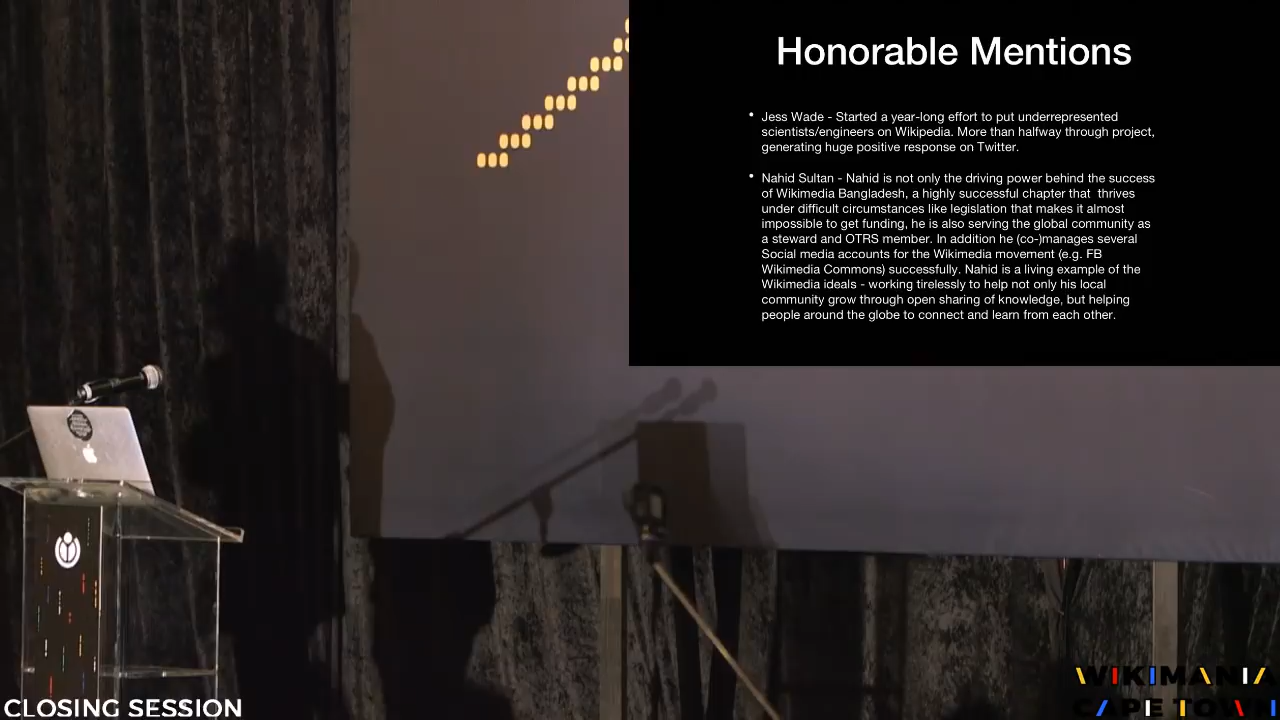 Honorable Mentions
• Jess Wade - Started a year-long effort to put underrepresented
scientists/engineers on Wikipedia. More than halfway through project,
generating huge positive response on Twitter.
• Nahid Sultan - Nahid is not only the driving power behind the success
of Wikimedia Bangladesh, a highly successful chapter that  thrives
under difficult circumstances like legislation that makes it almost
impossible to get funding, he is also serving the global community as
a steward and OTRS member. In addition he (co-)manages several
Social media accounts for the Wikimedia movement (e.g. FB
Wikimedia Commons) successfully. Nahid is a living example of the
Wikimedia ideals - working tirelessly to help not only his local
community grow through open sharing of knowledge, but helping
people around the globe to connect and learn from each other.
CLOSING SESSION
WIKIMANIA
CAPE TOWN